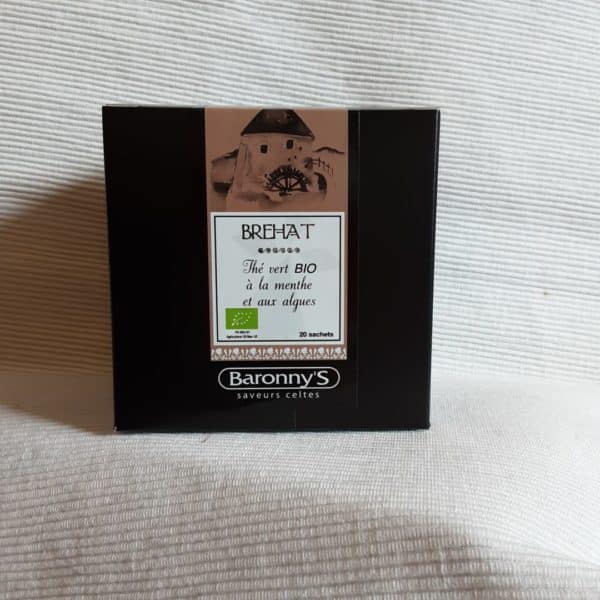 BREHAT
Thé vert BIO
à la menthe
et aux algues
20 sachets
Baronny'S
saveurs celtes